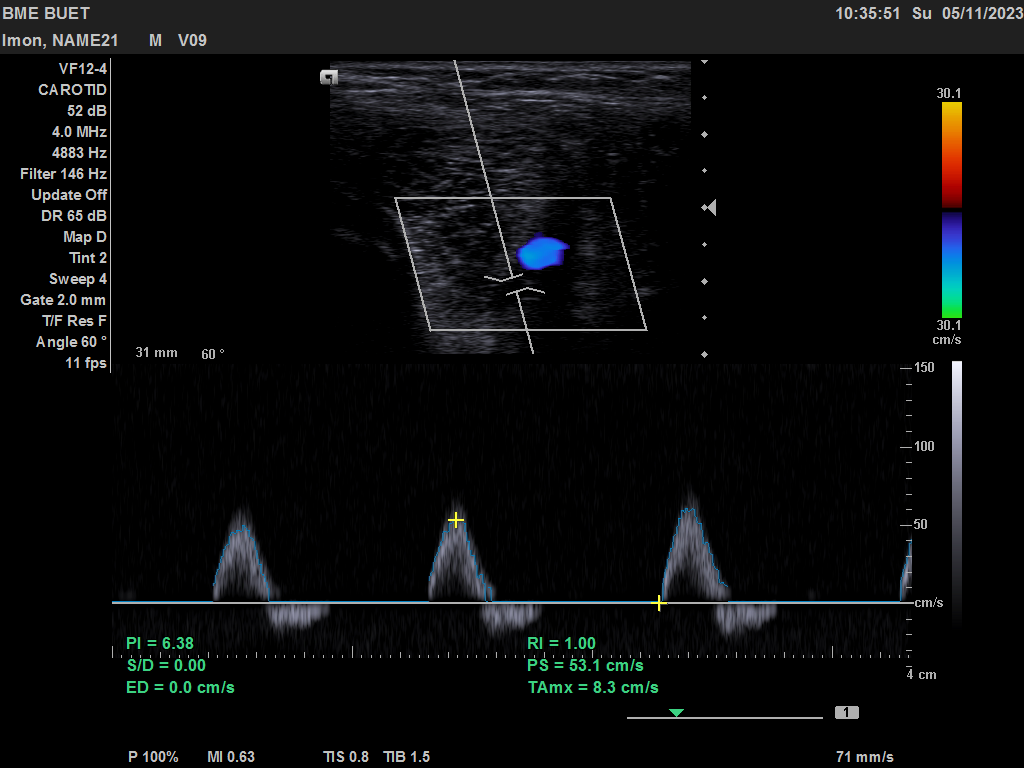 BME BUET 10:35:51 Su 05/11/2023
Imon, NAME21 M V09
VF12-4
CAROTID
52 dB
4.0 MHz
4883 Hz
Filter 146 Hz
Update Off
DR 65 dB
Map D
Tint 2
Sweep 4
Gate 2.0 mm
T/F Res F
Angle 60 °
11 fps
31 mm 60 °
30.1
30.1
cm/s
150
100
50
cm/s
4 cm
PI = 6.38 RI = 1.00
S/D = 0.00 PS = 53.1 cm/s
ED = 0.0 cm/s TAmx = 8.3 cm/s
1
P 100% MI 0.63 TIS 0.8 TIB 1.5 71 mm/s